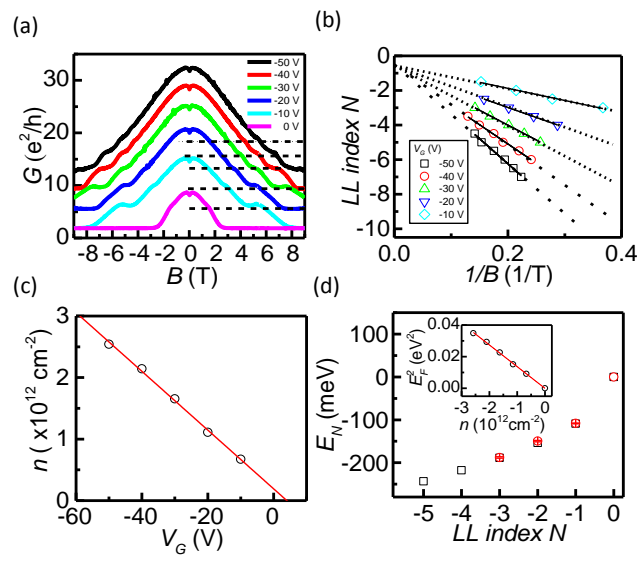 (a)
-50 V
-40 V
-30 V
-20 V
-10 V
0 V
G (e²/h)
30
20
10
0
-8 -6 -4 -2 0 2 4 6 8
B (T)
(b)
LL index N
0
-2
-4
-6
-8
-10
V_G (V)
-50 V
-40 V
-30 V
-20 V
-10 V
0.0 0.2 0.4
1/B (1/T)
(c)
n ( x10¹² cm⁻²)
3
2
1
0
-60 -40 -20 0
V_G (V)
(d)
E_N (meV)
100
0
-100
-200
E_F² (eV²)
0.04
0.02
0.00
-3 -2 -1 0
n (10¹²cm⁻²)
-5 -4 -3 -2 -1 0
LL index N